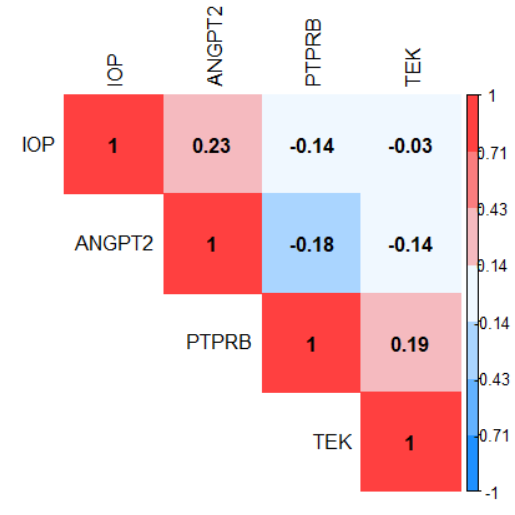 IOP ANGPT2 PTPRB TEK
IOP 1 0.23 -0.14 -0.03
ANGPT2 1 -0.18 -0.14
PTPRB 1 0.19
TEK 1
1
0.71
0.43
0.14
-0.14
-0.43
-0.71
-1